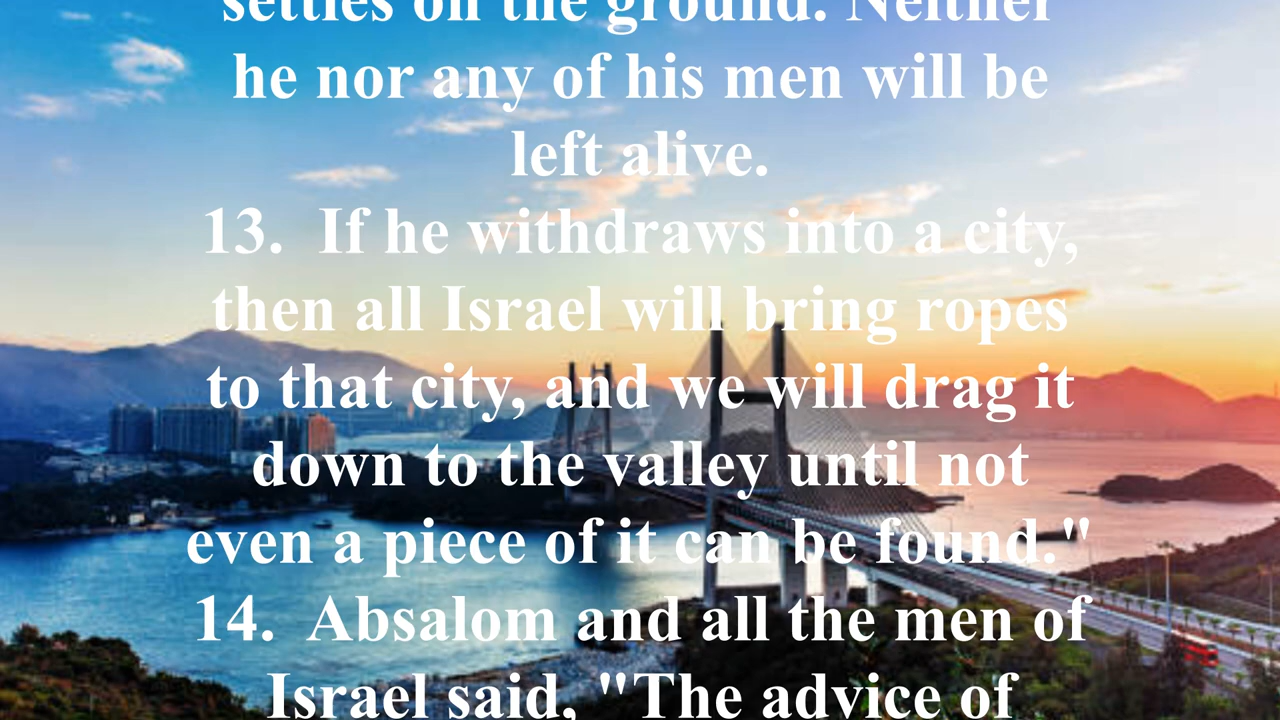 settles on the ground. Neither
he nor any of his men will be
left alive.
13.  If he withdraws into a city,
then all Israel will bring ropes
to that city, and we will drag it
down to the valley until not
even a piece of it can be found."
14.  Absalom and all the men of
Israel said, "The advice of